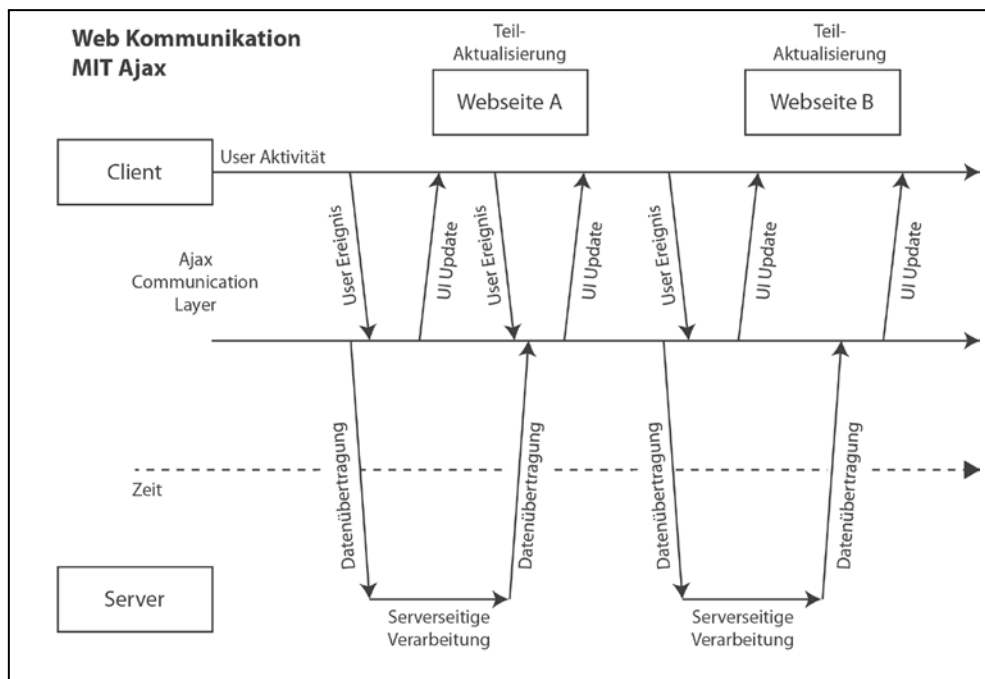 Web Kommunikation
MIT Ajax
Teil-
Aktualisierung
Webseite A
Teil-
Aktualisierung
Webseite B
Client
User Aktivität
User Ereignis
UI Update
User Ereignis
UI Update
User Ereignis
UI Update
UI Update
Ajax
Communication
Layer
Datenübertragung
Datenübertragung
Datenübertragung
Datenübertragung
Zeit
Server
Serverseitige
Verarbeitung
Serverseitige
Verarbeitung